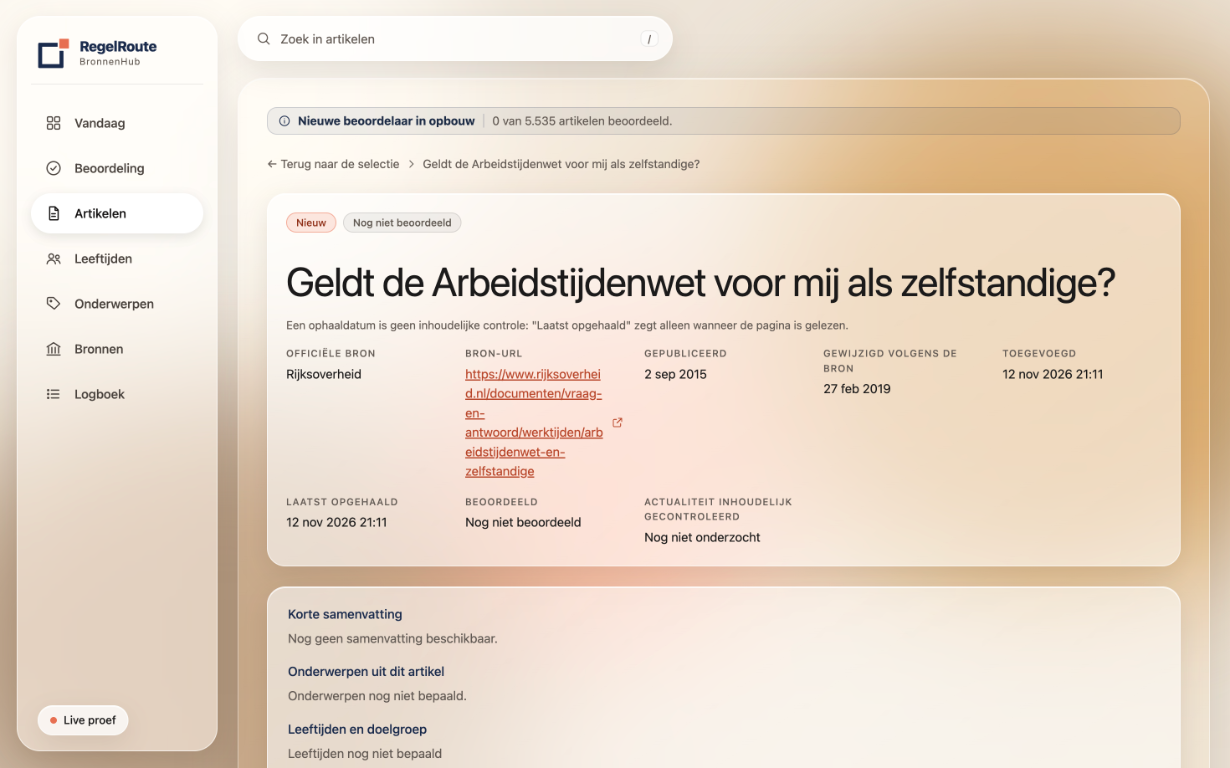 RegelRoute
BronnenHub
Zoek in artikelen
/
Vandaag
Beoordeling
Artikelen
Leeftijden
Onderwerpen
Bronnen
Logboek
Live proef
Nieuwe beoordelaar in opbouw
0 van 5.535 artikelen beoordeeld.
← Terug naar de selectie > Geldt de Arbeidstijdenwet voor mij als zelfstandige?
Nieuw
Nog niet beoordeeld
Geldt de Arbeidstijdenwet voor mij als zelfstandige?
Een ophaaldatum is geen inhoudelijke controle: "Laatst opgehaald" zegt alleen wanneer de pagina is gelezen.
OFFICIËLE BRON
Rijksoverheid
BRON-URL
https://www.rijksoverhei
d.nl/documenten/vraag-
en-
antwoord/werktijden/arb
eidstijdenwet-en-
zelfstandige
GEPUBLICEERD
2 sep 2015
GEWIJZIGD VOLGENS DE
BRON
27 feb 2019
TOEGEVOEGD
12 nov 2026 21:11
LAATST OPGEHAALD
12 nov 2026 21:11
BEOORDEELD
Nog niet beoordeeld
ACTUALITEIT INHOUDELIJK
GECONTROLEERD
Nog niet onderzocht
Korte samenvatting
Nog geen samenvatting beschikbaar.
Onderwerpen uit dit artikel
Onderwerpen nog niet bepaald.
Leeftijden en doelgroep
Leeftijden nog niet bepaald